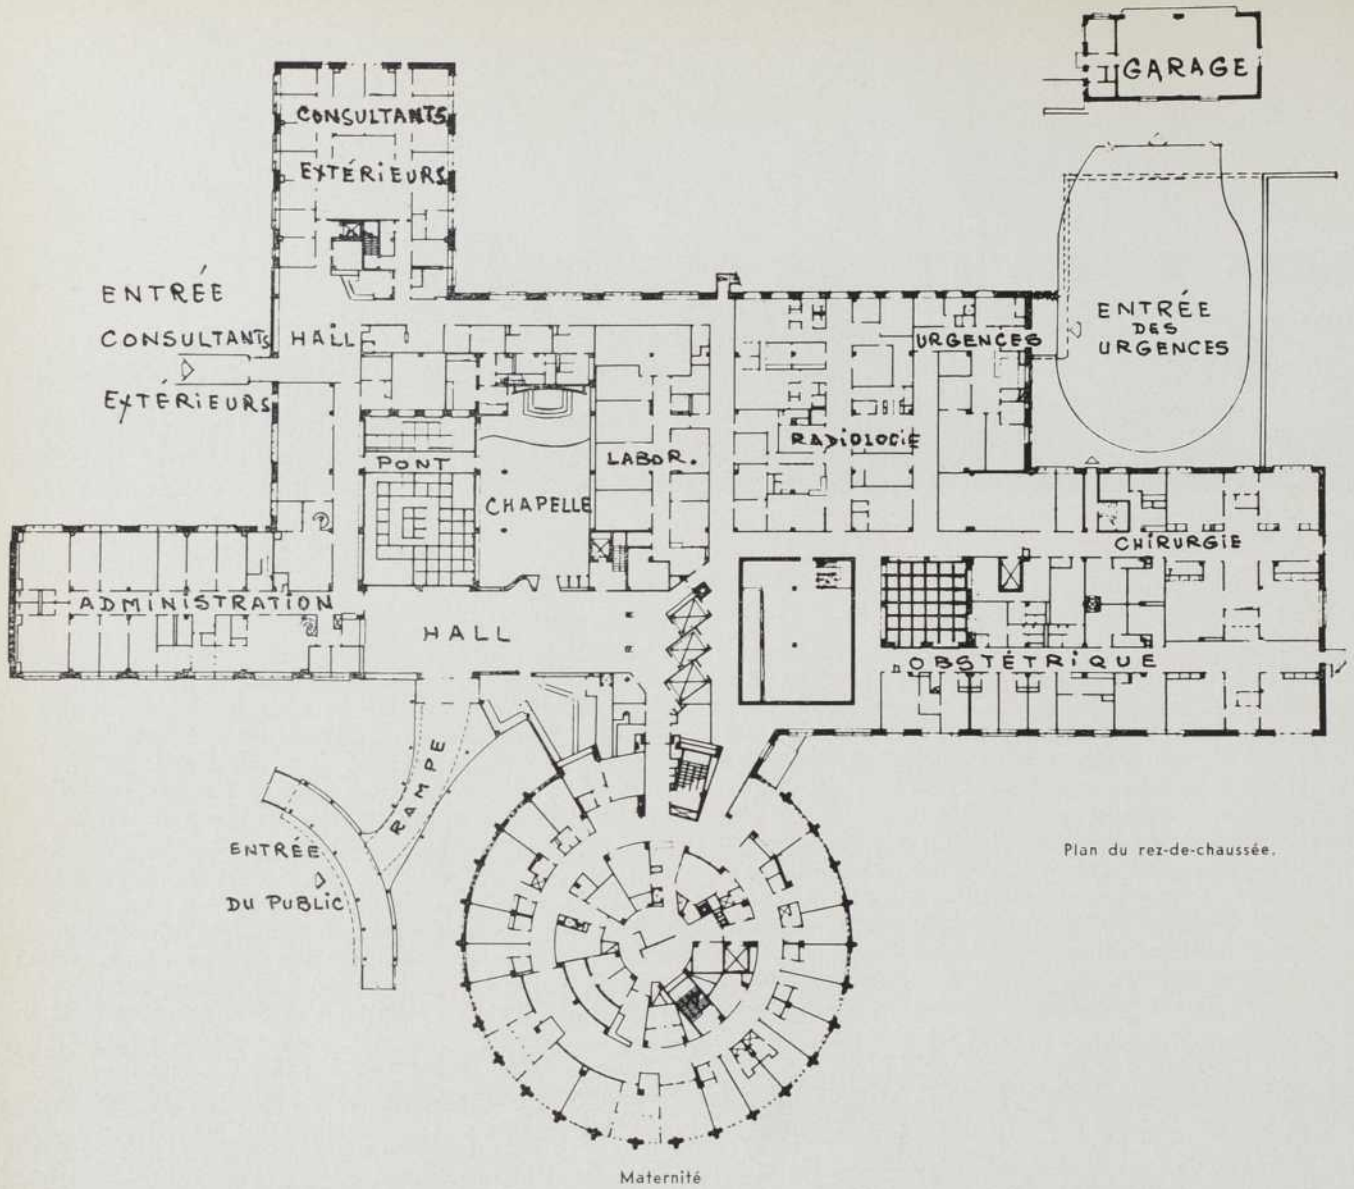 GARAGE
CONSULTANTS
EXTÉRIEURS
ENTRÉE
CONSULTANTS
EXTÉRIEURS
HALL
URGENCES
ENTRÉE
DES
URGENCES
RADIOLOGIE
PONT
LABOR.
CHAPELLE
CHIRURGIE
ADMINISTRATION
HALL
OBSTÉTRIQUE
RAMPE
ENTRÉE
DU PUBLIC
Plan du rez-de-chaussée.
Maternité